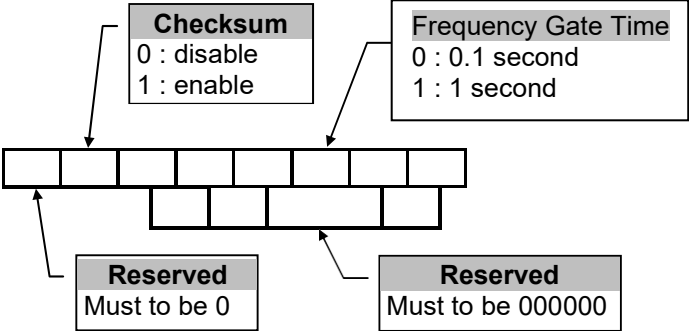 Checksum
0 : disable
1 : enable
Frequency Gate Time
0 : 0.1 second
1 : 1 second
Reserved
Must to be 0
Reserved
Must to be 000000